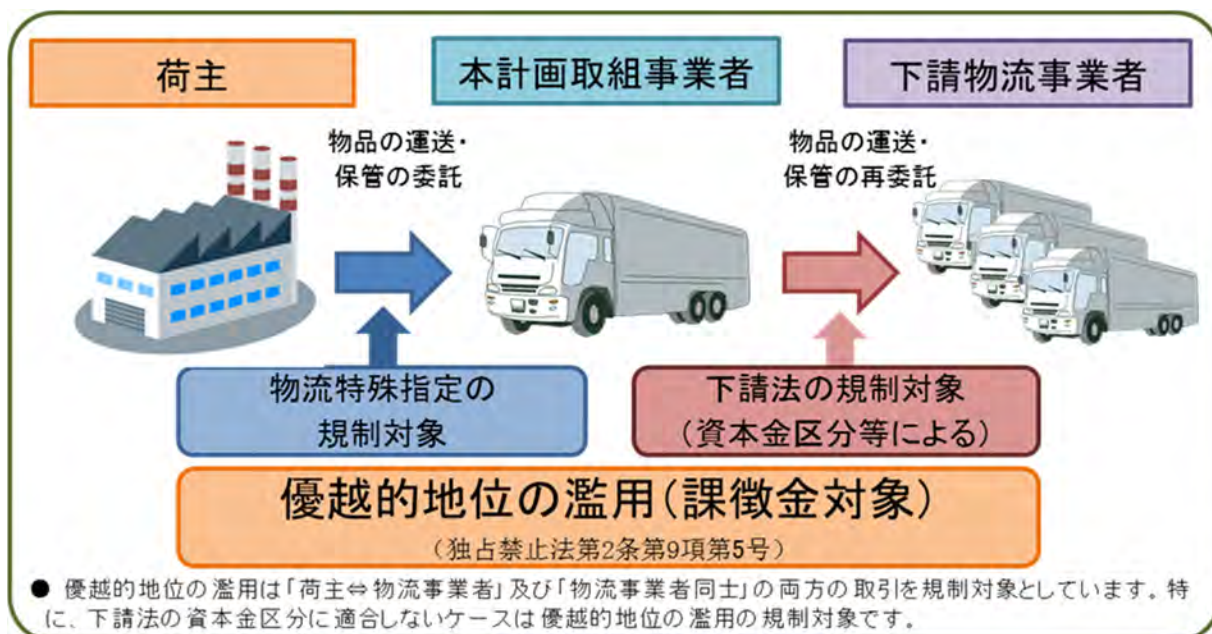 荷主
本計画取組事業者
下請物流事業者
物品の運送・
保管の委託
物品の運送・
保管の再委託
物流特殊指定の
規制対象
下請法の規制対象
(資本金区分等による)
優越的地位の濫用(課徴金対象)
(独占禁止法第2条第9項第5号)
● 優越的地位の濫用は「荷主⇔物流事業者」及び「物流事業者同士」の両方の取引を規制対象としています。特
に、下請法の資本金区分に適合しないケースは優越的地位の濫用の規制対象です。